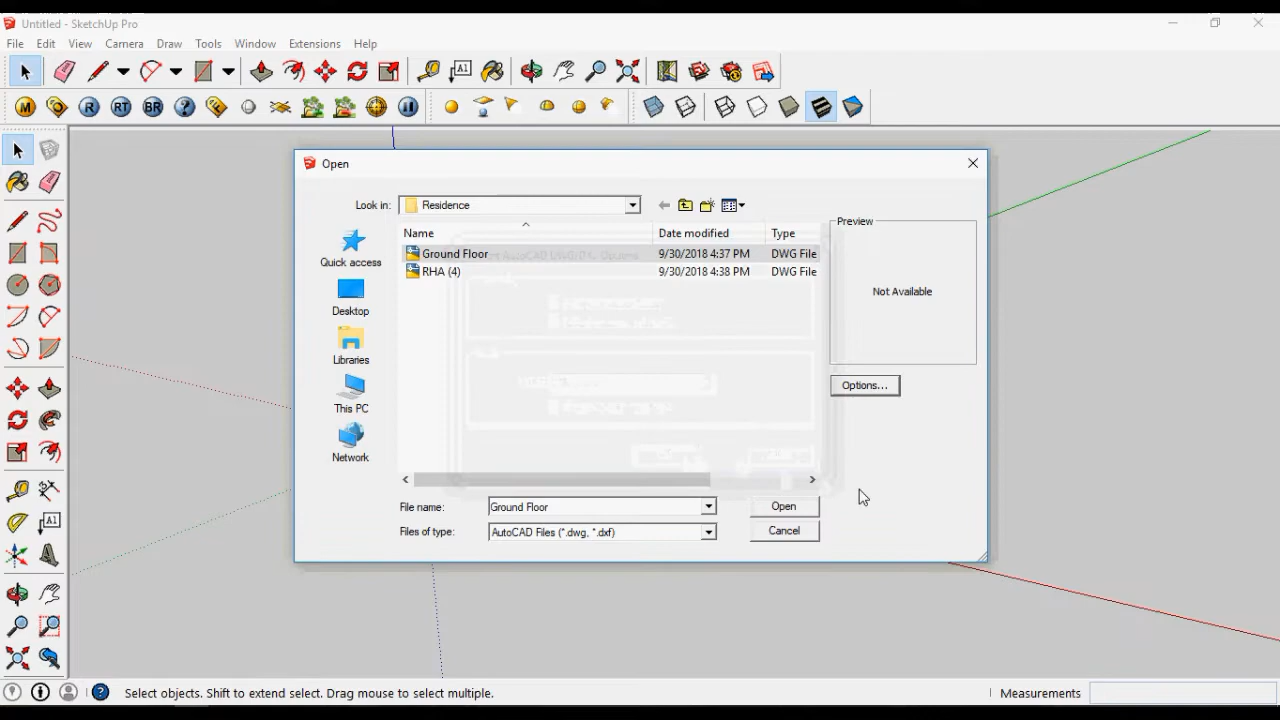 Untitled - SketchUp Pro
File Edit View Camera Draw Tools Window Extensions Help
A1
M R RT BR ?
Open
Look in: Residence
Preview
Name Date modified Type
Ground Floor 9/30/2018 4:37 PM DWG File
RHA (4) 9/30/2018 4:38 PM DWG File
Not Available
Quick access
Desktop
Libraries
This PC
Network
Options...
File name: Ground Floor Open
Files of type: AutoCAD Files (*.dwg, *.dxf) Cancel
A1
Select objects. Shift to extend select. Drag mouse to select multiple. Measurements